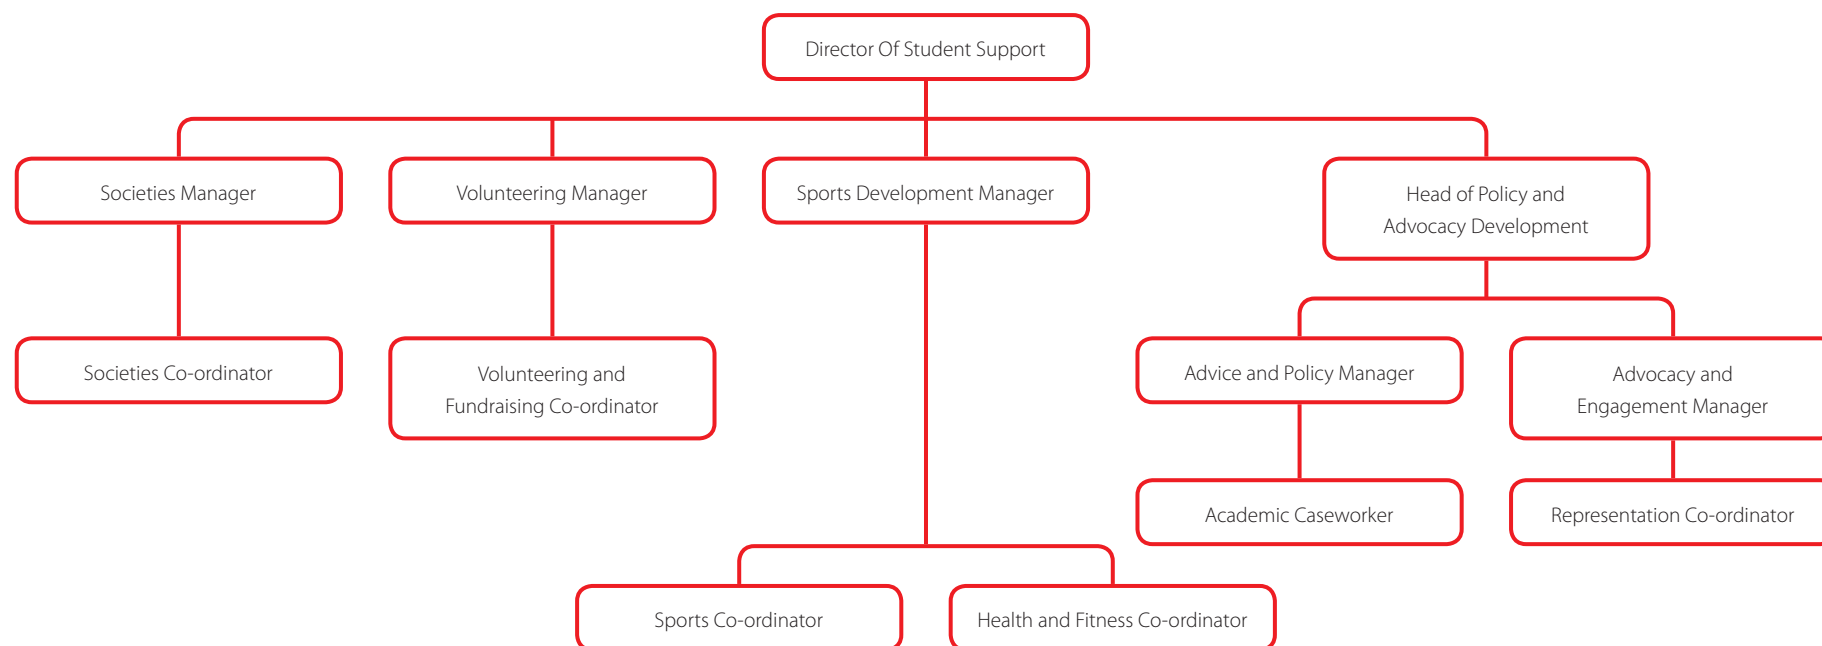 Director Of Student Support
Societies Manager
Volunteering Manager
Sports Development Manager
Head of Policy and
Advocacy Development
Societies Co-ordinator
Volunteering and
Fundraising Co-ordinator
Advice and Policy Manager
Advocacy and
Engagement Manager
Academic Caseworker
Representation Co-ordinator
Sports Co-ordinator
Health and Fitness Co-ordinator